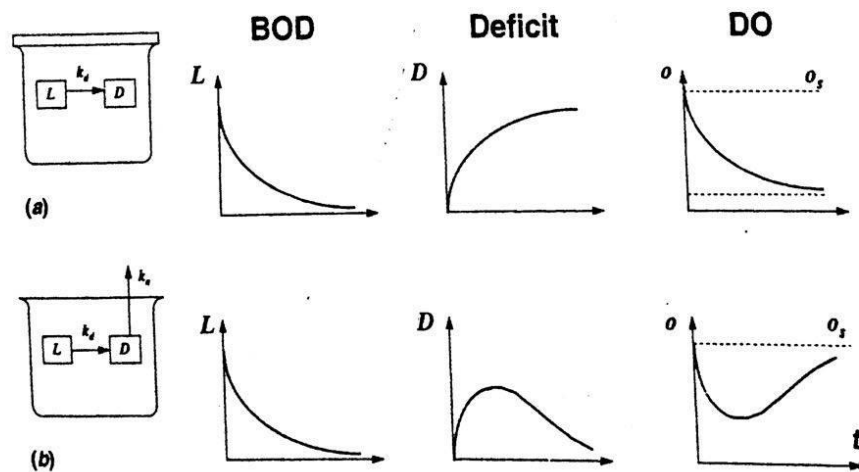 BOD Deficit DO
L D o o_s
k_d
L D
(a)
k_a
L D o o_s
k_d
L D
t
(b)